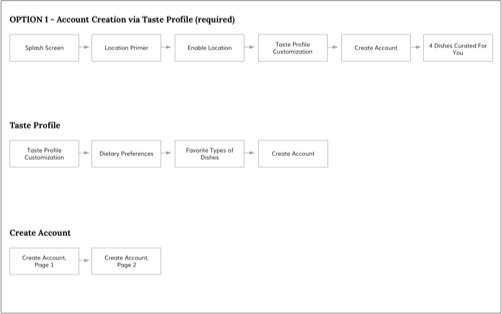 OPTION 1 - Account Creation via Taste Profile (required)
Splash Screen
Location Primer
Enable Location
Taste Profile
Customization
Create Account
4 Dishes Curated For
You
Taste Profile
Taste Profile
Customization
Dietary Preferences
Favorite Types of
Dishes
Create Account
Create Account
Create Account,
Page 1
Create Account,
Page 2